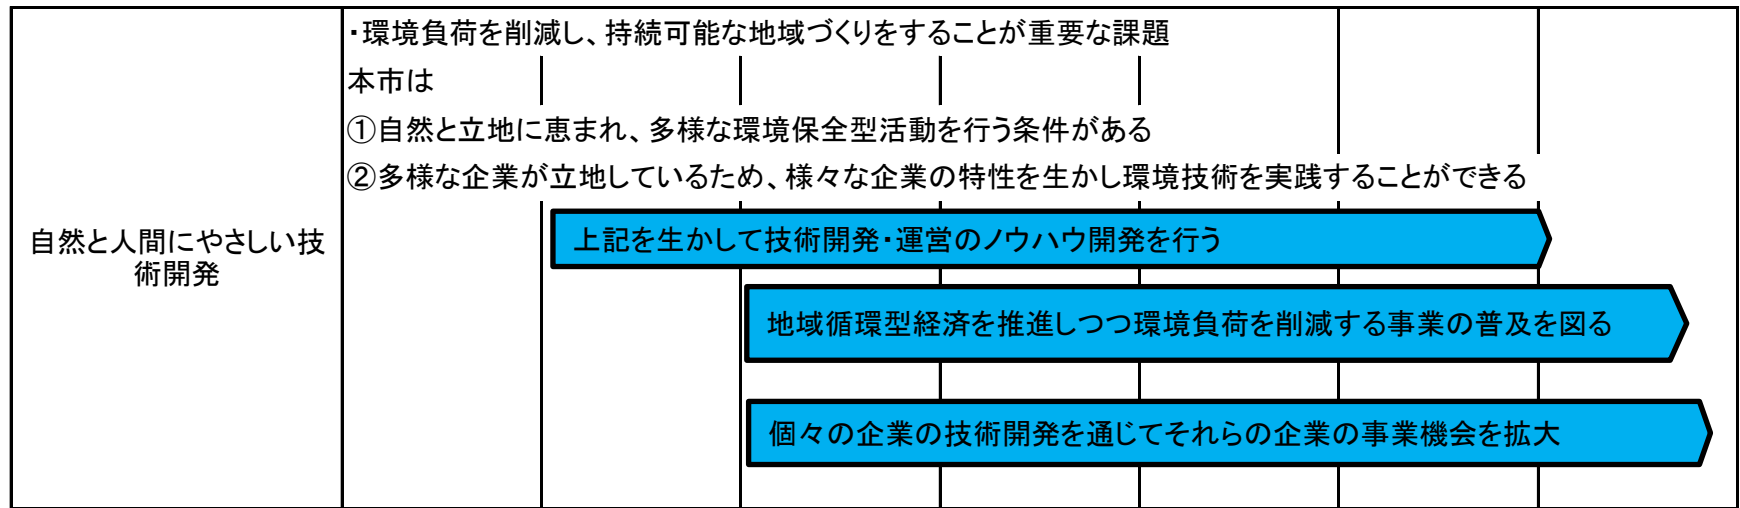 ・環境負荷を削減し、持続可能な地域づくりをすることが重要な課題
本市は
①自然と立地に恵まれ、多様な環境保全型活動を行う条件がある
②多様な企業が立地しているため、様々な企業の特性を生かし環境技術を実践することができる
自然と人間にやさしい技
術開発
上記を生かして技術開発・運営のノウハウ開発を行う
地域循環型経済を推進しつつ環境負荷を削減する事業の普及を図る
個々の企業の技術開発を通じてそれらの企業の事業機会を拡大